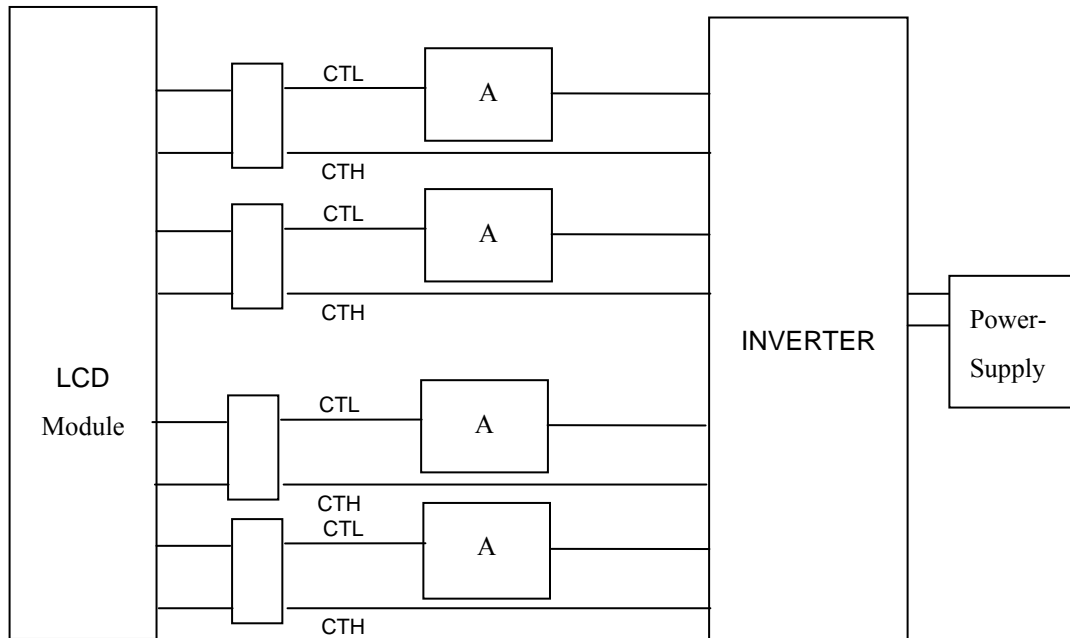 CTL
A
CTH
CTL
A
CTH
LCD
Module
CTL
A
CTH
CTL
A
CTH
INVERTER
Power-
Supply